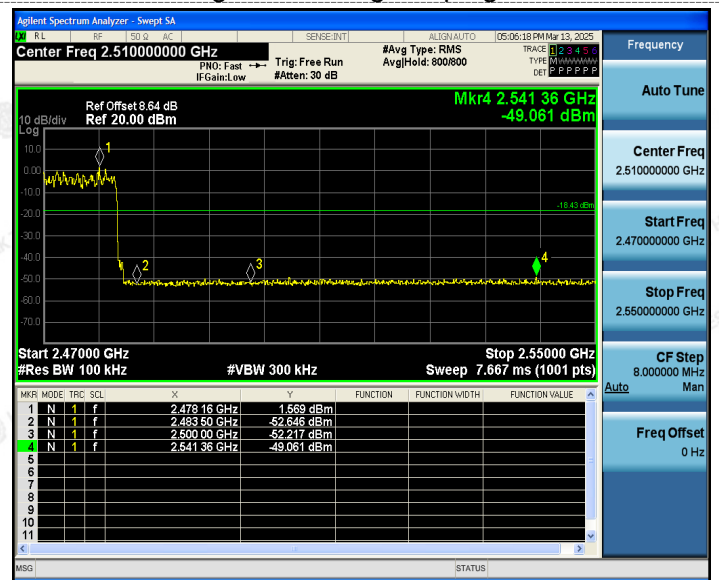 Agilent Spectrum Analyzer - Swept SA
LXI RL RF 50 Ω AC SENSE:INT ALIGNAUTO 05:06:18 PM Mar 13, 2025
Center Freq 2.510000000 GHz
PNO: Fast
IFGain:Low
Trig: Free Run
#Atten: 30 dB
#Avg Type: RMS
Avg|Hold: 800/800
TRACE 1 2 3 4 5 6
TYPE M
DET P P P P P P
Frequency
Auto Tune
Center Freq
2.510000000 GHz
Start Freq
2.470000000 GHz
Stop Freq
2.550000000 GHz
CF Step
8.000000 MHz
Auto Man
Freq Offset
0 Hz
Mkr4 2.541 36 GHz
-49.061 dBm
Ref Offset 8.64 dB
10 dB/div Ref 20.00 dBm
Log
10.0
0.00
-10.0
-20.0
-30.0
-40.0
-50.0
-60.0
-70.0
1
2
3
4
-18.43 dBm
Start 2.47000 GHz Stop 2.55000 GHz
#Res BW 100 kHz #VBW 300 kHz Sweep 7.667 ms (1001 pts)
MKR MODE TRC SCL X Y FUNCTION FUNCTION WIDTH FUNCTION VALUE
1 N 1 f 2.478 16 GHz 1.569 dBm
2 N 1 f 2.483 50 GHz -52.646 dBm
3 N 1 f 2.500 00 GHz -52.217 dBm
4 N 1 f 2.541 36 GHz -49.061 dBm
5
6
7
8
9
10
11
MSG STATUS